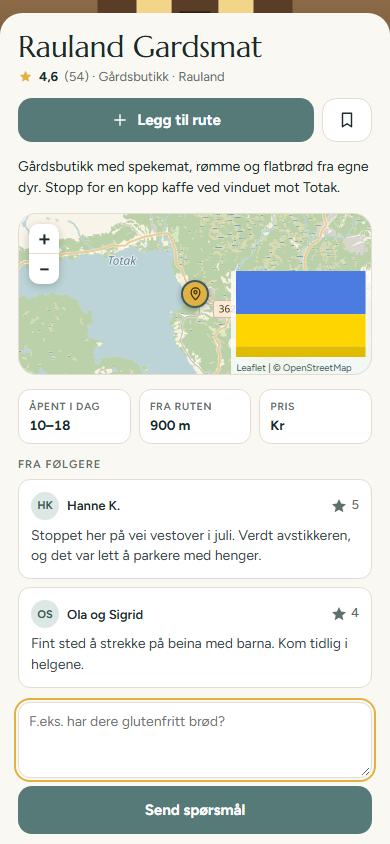 Rauland Gardsmat
4,6 (54) · Gårdsbutikk · Rauland
Legg til rute
Gårdsbutikk med spekemat, rømme og flatbrød fra egne
dyr. Stopp for en kopp kaffe ved vinduet mot Totak.
+
−
Totak
36
Leaflet | © OpenStreetMap
ÅPENT I DAG
10–18
FRA RUTEN
900 m
PRIS
Kr
FRA FØLGERE
HK Hanne K. 5
Stoppet her på vei vestover i juli. Verdt avstikkeren,
og det var lett å parkere med henger.
OS Ola og Sigrid 4
Fint sted å strekke på beina med barna. Kom tidlig i
helgene.
F.eks. har dere glutenfritt brød?
Send spørsmål